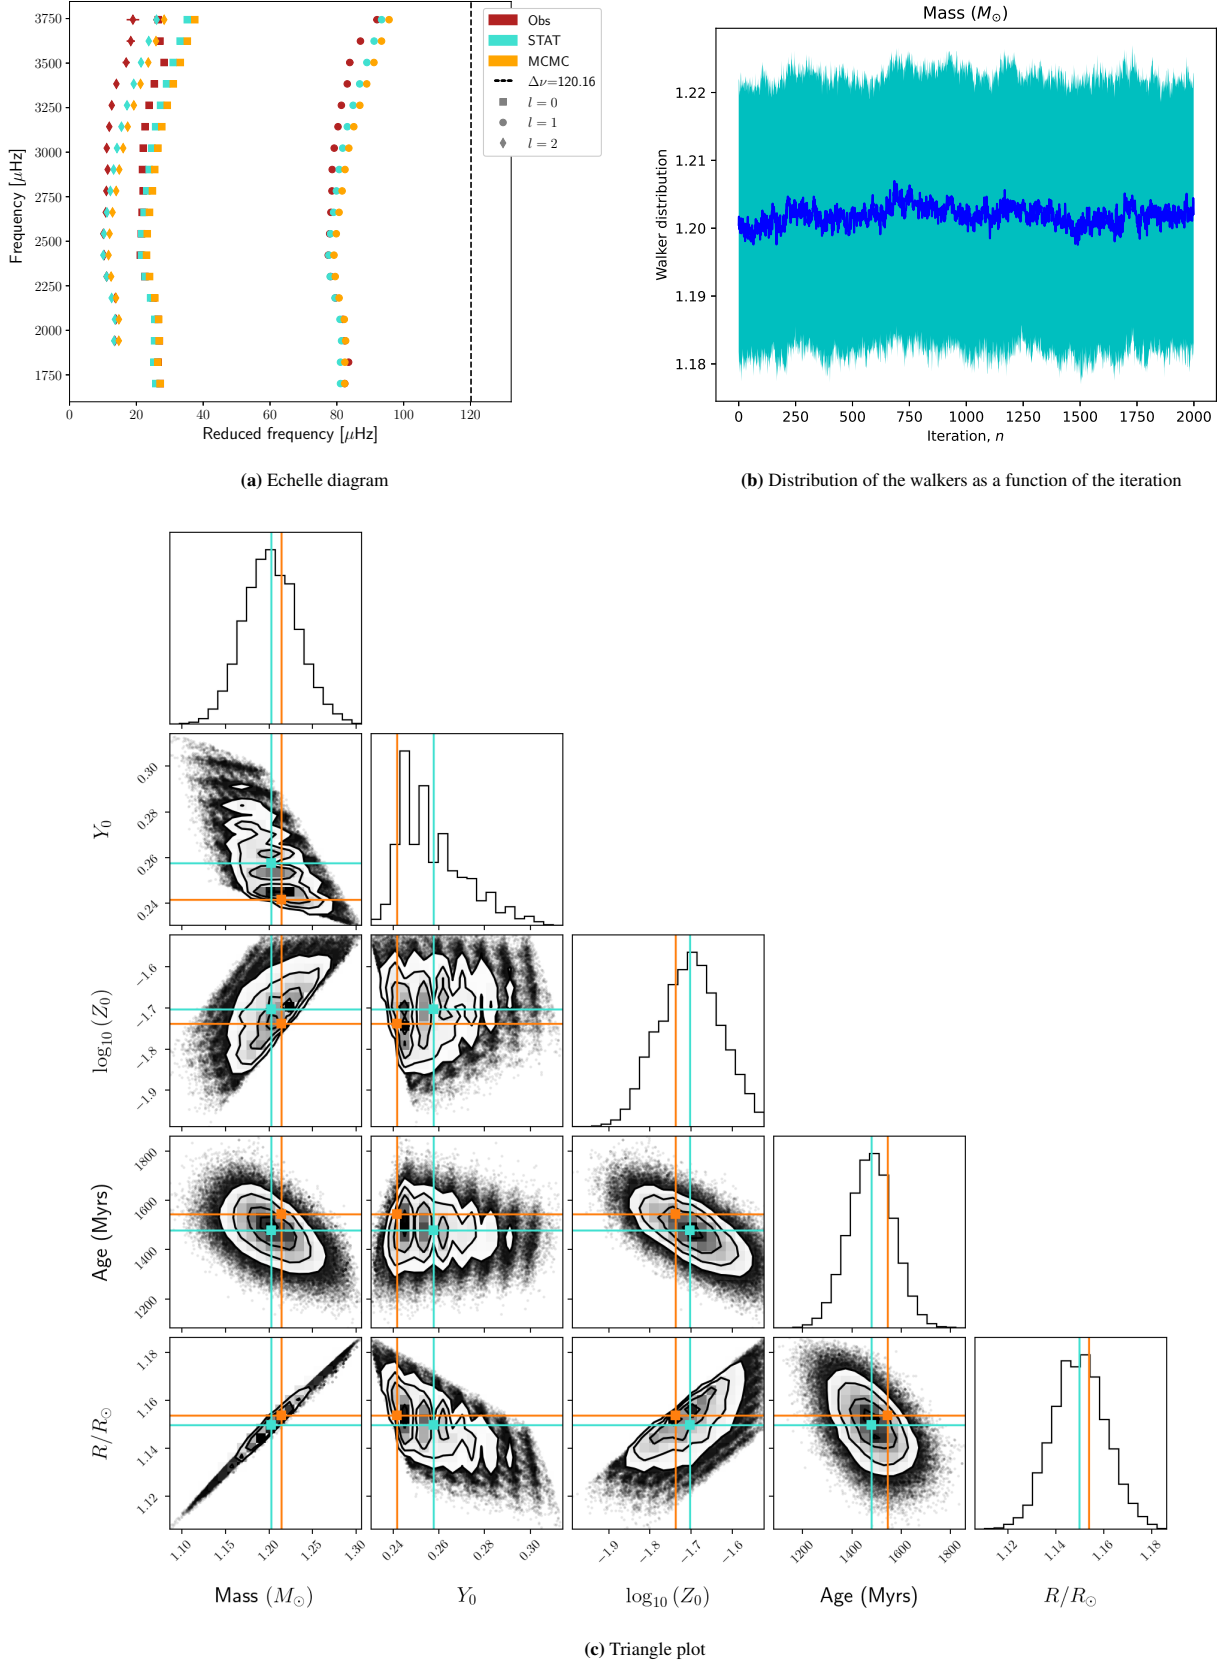 Mass (M⊙)
Obs
STAT
MCMC
Δν=120.16
l = 0
l = 1
l = 2
3750
3500
3250
3000
2750
2500
2250
2000
1750
Frequency [μHz]
0 20 40 60 80 100 120
Reduced frequency [μHz]
1.22
1.21
1.20
1.19
1.18
Walker distribution
0 250 500 750 1000 1250 1500 1750 2000
Iteration, n
(a) Echelle diagram
(b) Distribution of the walkers as a function of the iteration
0.30
0.28
0.26
0.24
Y₀
−1.6
−1.7
−1.8
−1.9
log₁₀ (Z₀)
1800
1600
1400
1200
Age (Myrs)
1.18
1.16
1.14
1.12
R/R⊙
1.10 1.15 1.20 1.25 1.30
0.24 0.26 0.28 0.30
−1.9 −1.8 −1.7 −1.6
1200 1400 1600 1800
1.12 1.14 1.16 1.18
Mass (M⊙)
Y₀
log₁₀ (Z₀)
Age (Myrs)
R/R⊙
(c) Triangle plot